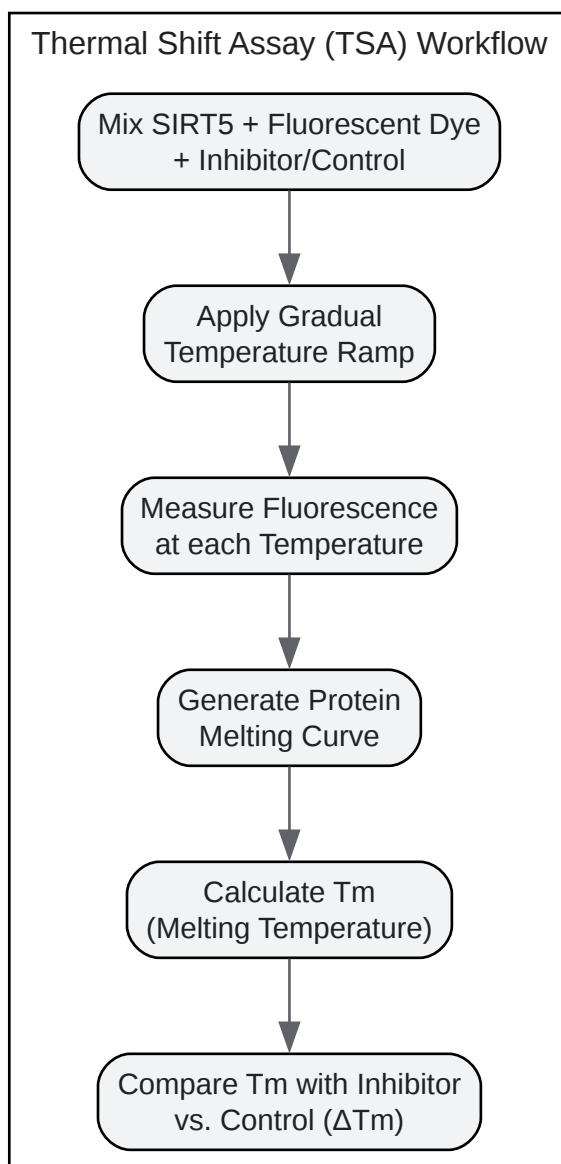 Thermal Shift Assay (TSA) Workflow
Mix SIRT5 + Fluorescent Dye
+ Inhibitor/Control
Apply Gradual
Temperature Ramp
Measure Fluorescence
at each Temperature
Generate Protein
Melting Curve
Calculate Tm
(Melting Temperature)
Compare Tm with Inhibitor
vs. Control (ΔTm)